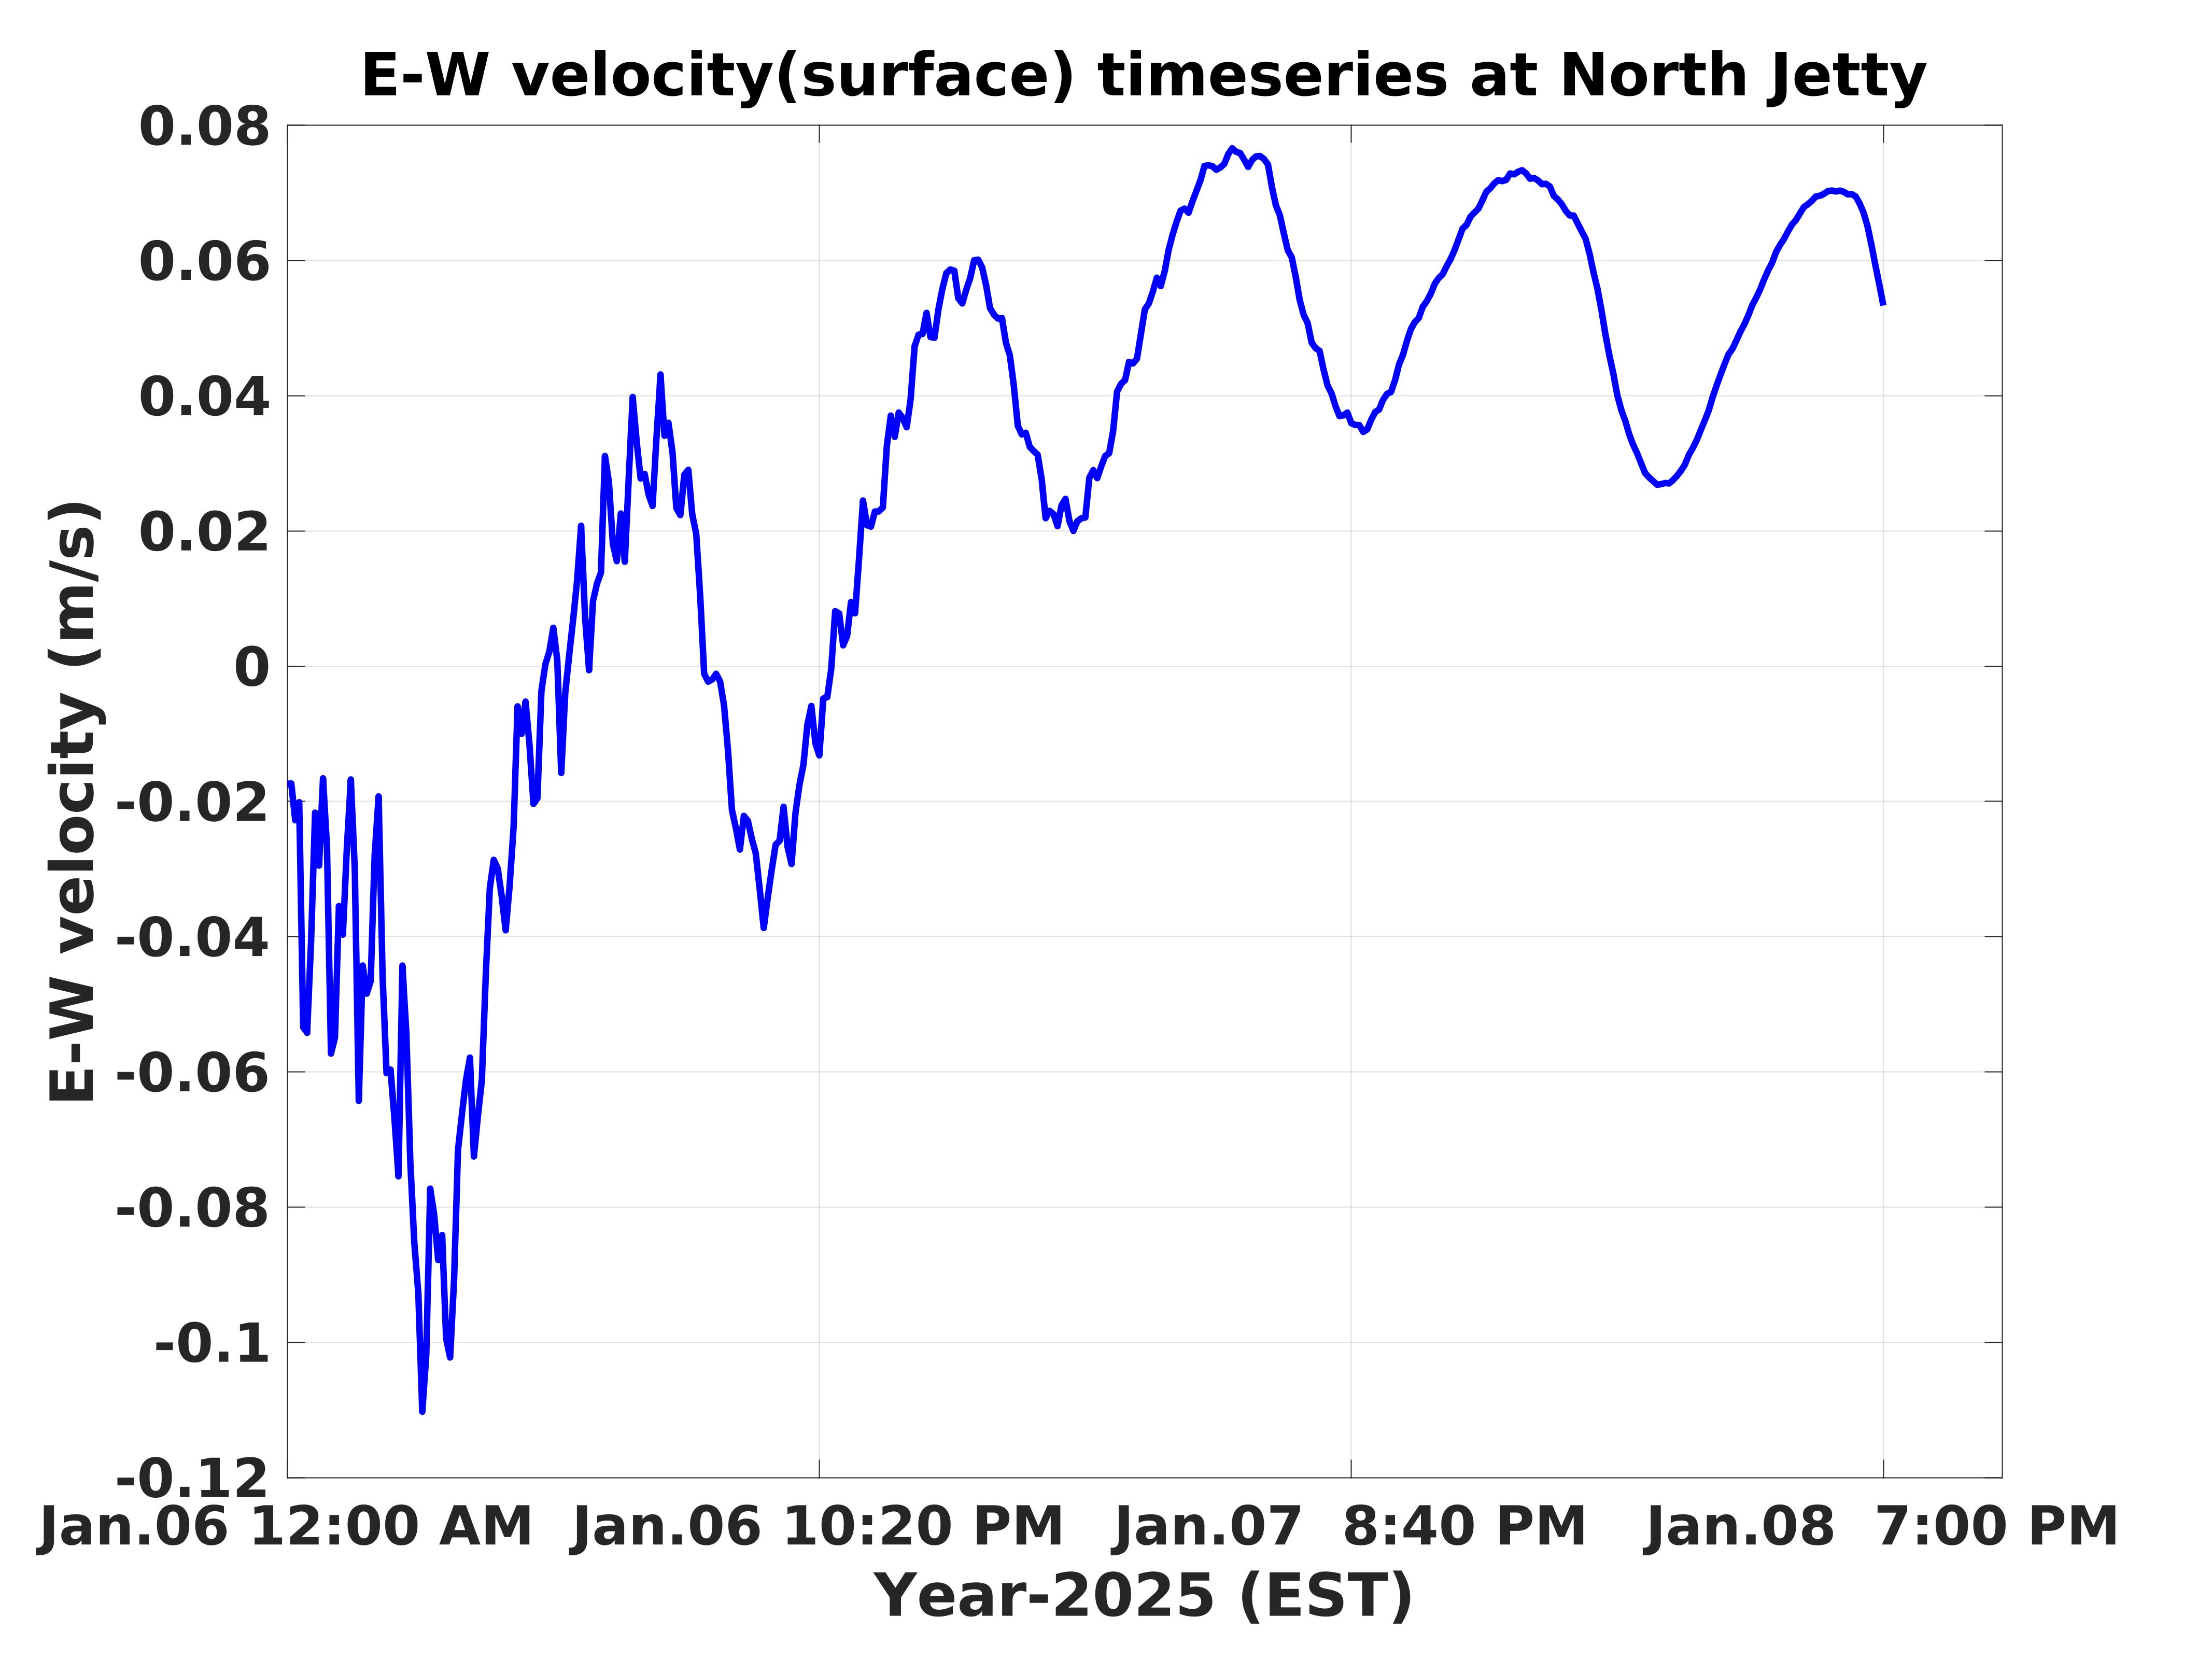 E-W velocity(surface) timeseries at North Jetty
0.08
0.06
0.04
0.02
0
-0.02
-0.04
-0.06
-0.08
-0.1
-0.12
E-W velocity (m/s)
Jan.06 12:00 AM Jan.06 10:20 PM Jan.07 8:40 PM Jan.08 7:00 PM
Year-2025 (EST)